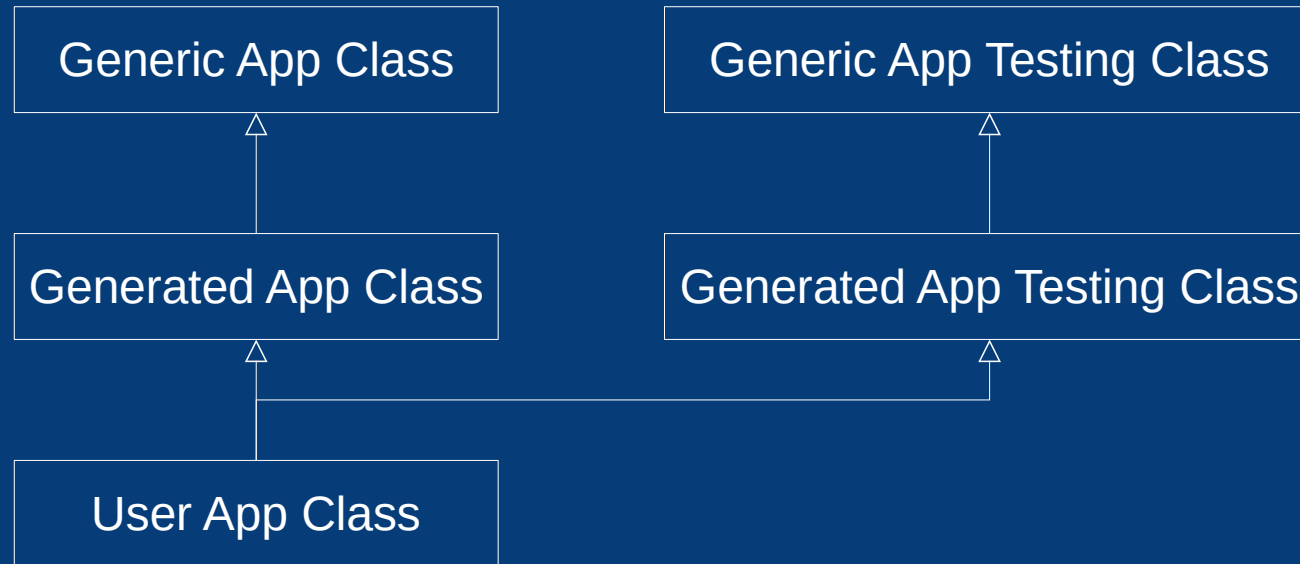 Generic App Class
Generic App Testing Class
Generated App Class
Generated App Testing Class
User App Class